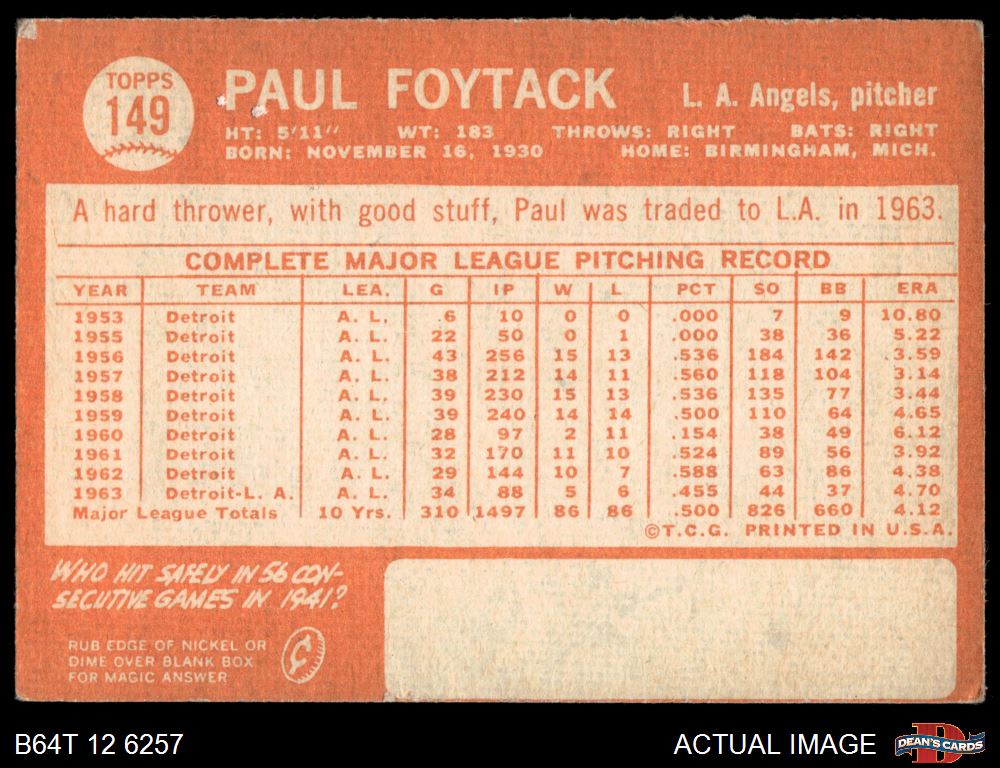 TOPPS
149
PAUL FOYTACK
L. A. Angels, pitcher
HT: 5'11" WT: 183 THROWS: RIGHT BATS: RIGHT
BORN: NOVEMBER 16, 1930 HOME: BIRMINGHAM, MICH.
A hard thrower, with good stuff, Paul was traded to L.A. in 1963.
COMPLETE MAJOR LEAGUE PITCHING RECORD
YEAR TEAM LEA. G IP W L PCT SO BB ERA
1953 Detroit A. L. .6 10 0 0 .000 7 9 10.80
1955 Detroit A. L. 22 50 0 1 .000 38 36 5.22
1956 Detroit A. L. 43 256 15 13 .536 184 142 3.59
1957 Detroit A. L. 38 212 14 11 .560 118 104 3.14
1958 Detroit A. L. 39 230 15 13 .536 135 77 3.44
1959 Detroit A. L. 39 240 14 14 .500 110 64 4.65
1960 Detroit A. L. 28 97 2 11 .154 38 49 6.12
1961 Detroit A. L. 32 170 11 10 .524 89 56 3.92
1962 Detroit A. L. 29 144 10 7 .588 63 86 4.38
1963 Detroit-L. A. A. L. 34 88 5 6 .455 44 37 4.70
Major League Totals 10 Yrs. 310 1497 86 86 .500 826 660 4.12
©T.C.G. PRINTED IN U.S.A.
WHO HIT SAFELY IN 56 CON-
SECUTIVE GAMES IN 1941?
RUB EDGE OF NICKEL OR
DIME OVER BLANK BOX
FOR MAGIC ANSWER
B64T 12 6257
ACTUAL IMAGE
D
DEAN'S CARDS